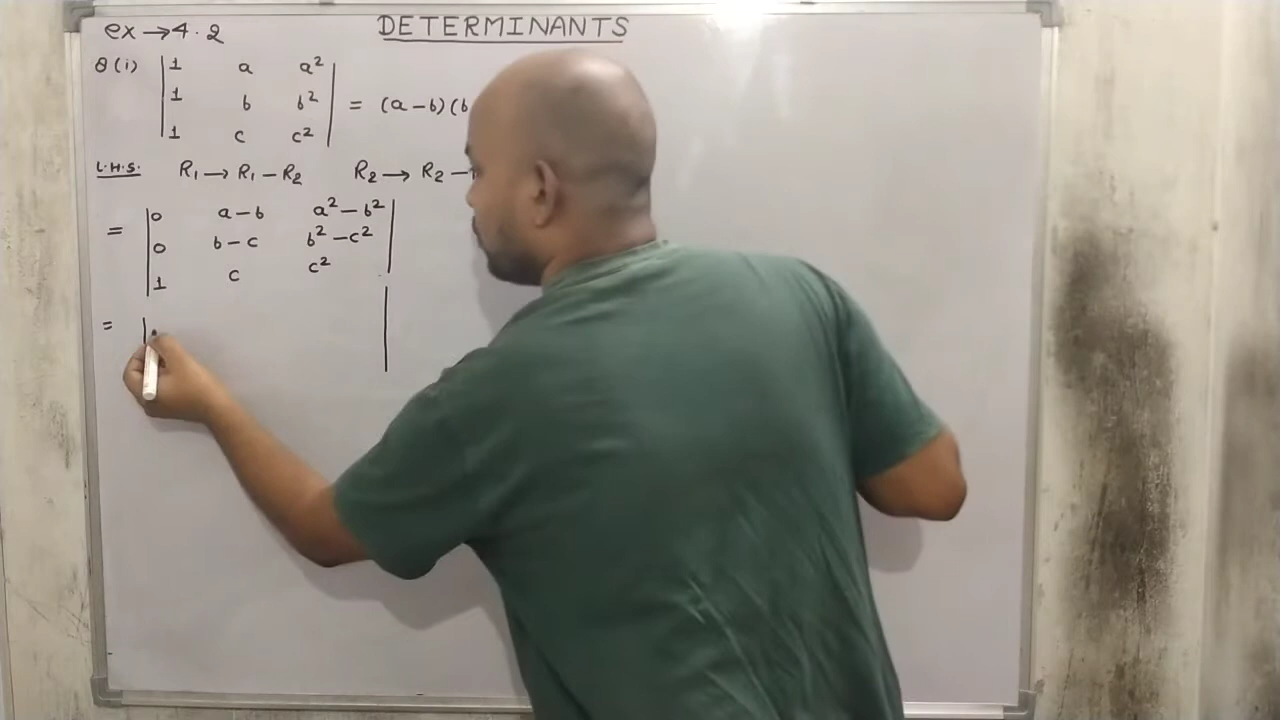 DETERMINANTS
ex → 4.2
8(i) | 1 a a² |
| 1 b b² | = (a-b)(b
| 1 c c² |
L.H.S. R₁ → R₁ - R₂ R₂ → R₂ -
= | 0 a-b a²-b² |
| 0 b-c b²-c² |
| 1 c c² |
= | |